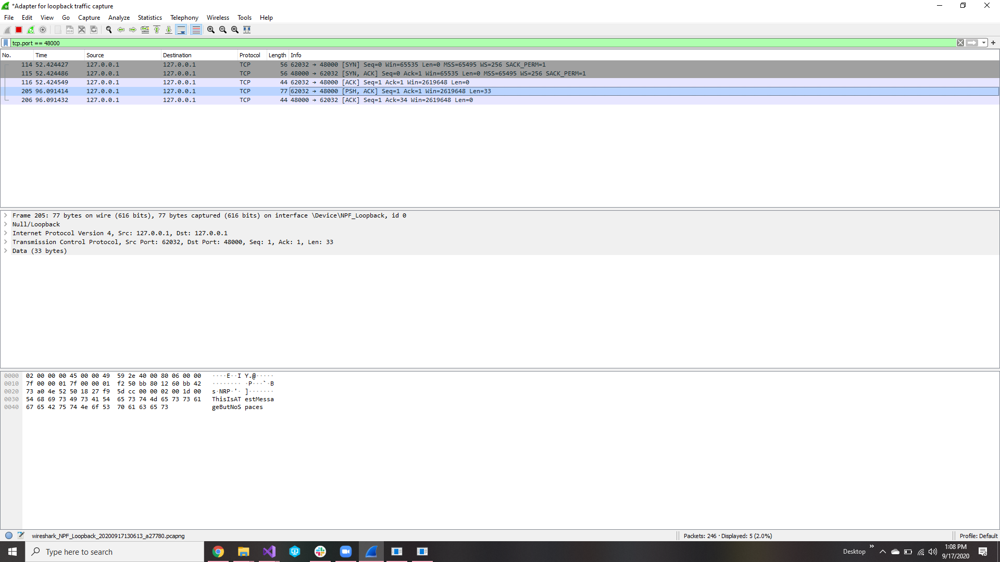 *Adapter for loopback traffic capture
File Edit View Go Capture Analyze Statistics Telephony Wireless Tools Help
tcp.port == 48000
No. Time Source Destination Protocol Length Info
114 52.424427 127.0.0.1 127.0.0.1 TCP 56 62032 → 48000 [SYN] Seq=0 Win=65535 Len=0 MSS=65495 WS=256 SACK_PERM=1
115 52.424486 127.0.0.1 127.0.0.1 TCP 56 48000 → 62032 [SYN, ACK] Seq=0 Ack=1 Win=65535 Len=0 MSS=65495 WS=256 SACK_PERM=1
116 52.424549 127.0.0.1 127.0.0.1 TCP 44 62032 → 48000 [ACK] Seq=1 Ack=1 Win=2619648 Len=0
205 96.091414 127.0.0.1 127.0.0.1 TCP 77 62032 → 48000 [PSH, ACK] Seq=1 Ack=1 Win=2619648 Len=33
206 96.091432 127.0.0.1 127.0.0.1 TCP 44 48000 → 62032 [ACK] Seq=1 Ack=34 Win=2619648 Len=0
Frame 205: 77 bytes on wire (616 bits), 77 bytes captured (616 bits) on interface \Device\NPF_Loopback, id 0
Null/Loopback
Internet Protocol Version 4, Src: 127.0.0.1, Dst: 127.0.0.1
Transmission Control Protocol, Src Port: 62032, Dst Port: 48000, Seq: 1, Ack: 1, Len: 33
Data (33 bytes)
0000 02 00 00 00 45 00 00 49 59 2e 40 00 80 06 00 00 ····E··I Y.@·····
0010 7f 00 00 01 7f 00 00 01 f2 50 bb 80 12 60 bb 42 ········ ·P···`·B
0020 73 a0 4e 52 50 18 27 f9 5d cc 00 00 02 00 1d 00 s·NRP·'· ]·······
0030 54 68 69 73 49 73 41 54 65 73 74 4d 65 73 73 61 ThisIsAT estMessa
0040 67 65 42 75 74 4e 6f 53 70 61 63 65 73 geButNoS paces
wireshark_NPF_Loopback_20200917130613_a27780.pcapng
Packets: 246 · Displayed: 5 (2.0%)
Profile: Default
Type here to search
Desktop
1:08 PM
9/17/2020